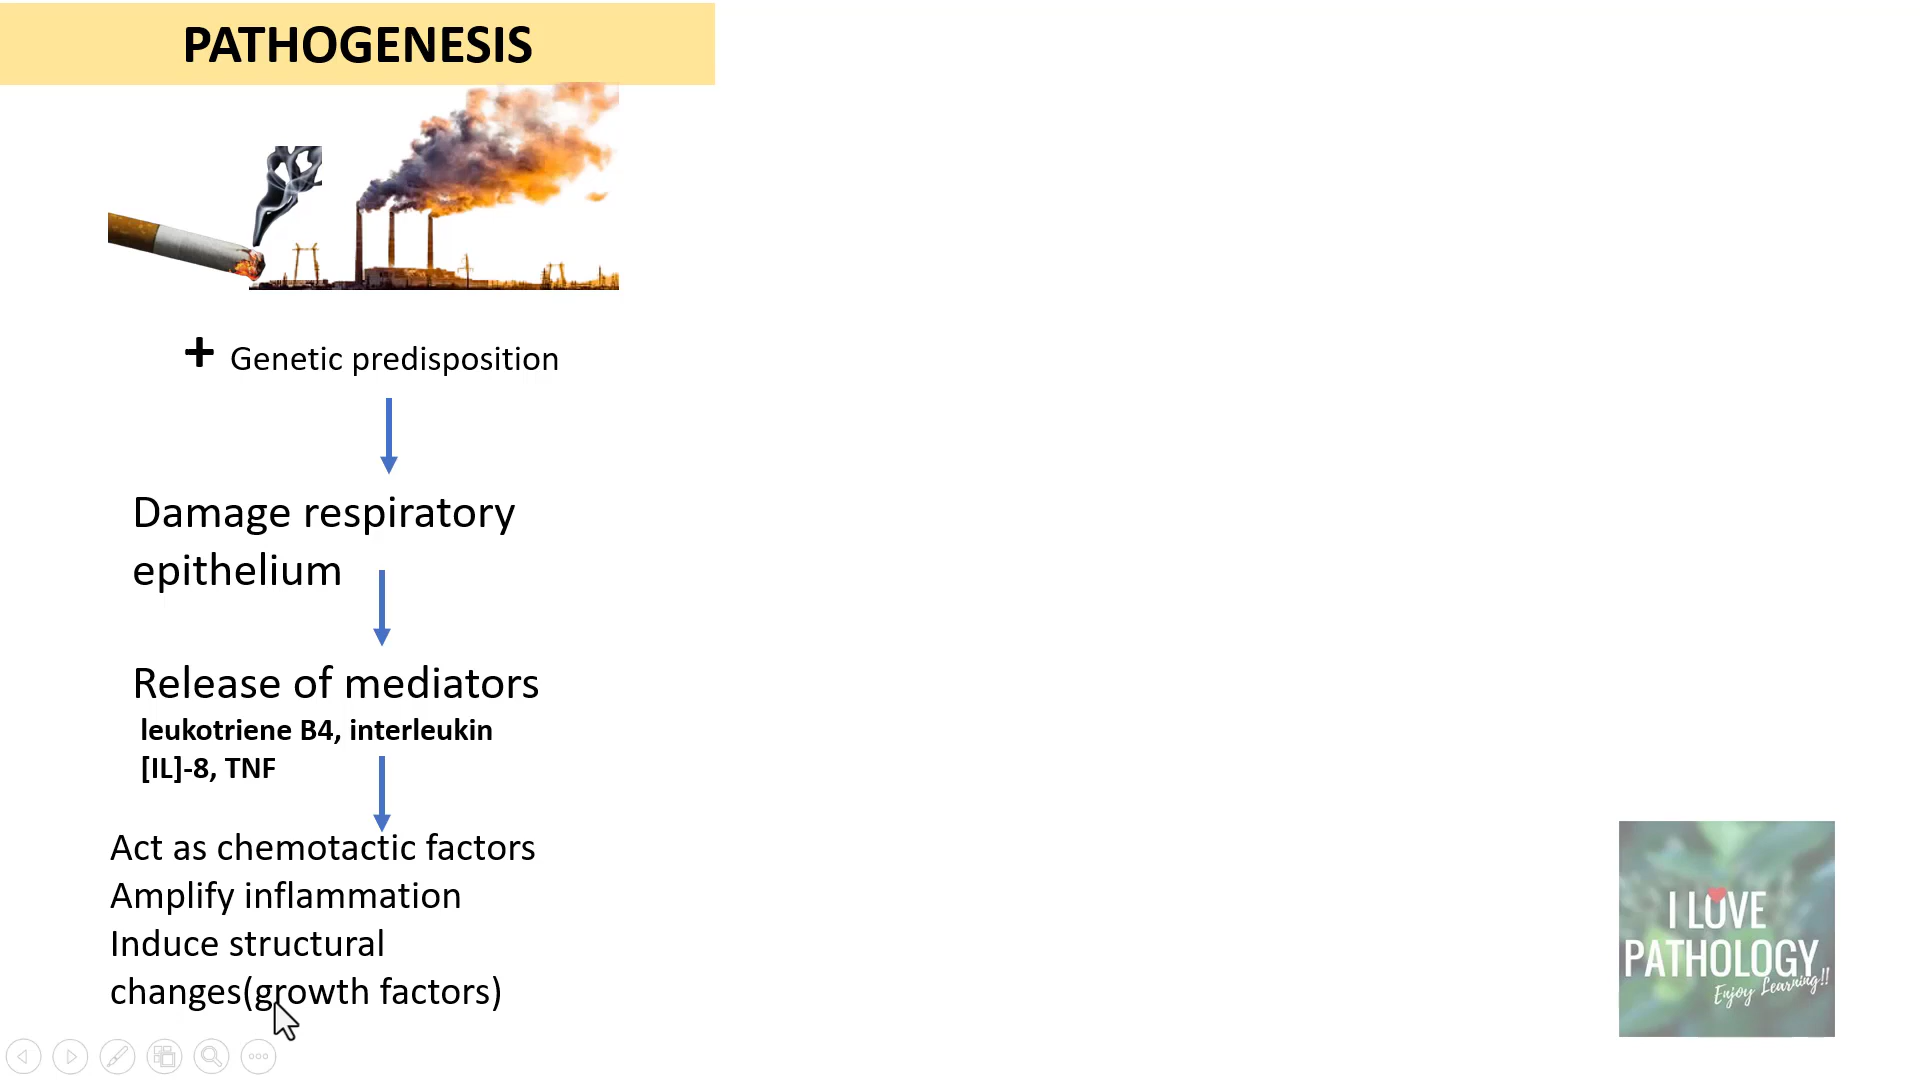 PATHOGENESIS
+ Genetic predisposition
Damage respiratory
epithelium
Release of mediators
leukotriene B4, interleukin
[IL]-8, TNF
Act as chemotactic factors
Amplify inflammation
Induce structural
changes(growth factors)
I LOVE
PATHOLOGY
Enjoy Learning!!